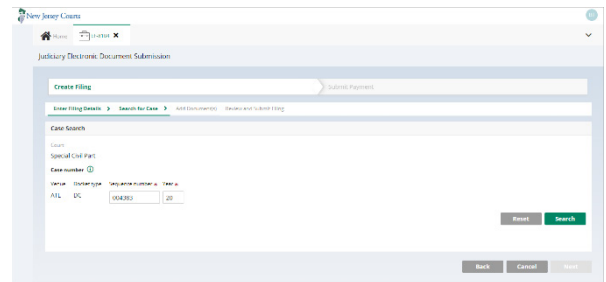 New Jersey Courts
Home
Judiciary Electronic Document Submission
Create Filing
Submit Payment
Enter Filing Details > Search for Case > Add Document(s) Review and Submit Filing
Case Search
Court
Special Civil Part
Case number
Venue Docket type Sequence number Year
ATL DC 004385 20
Reset Search
Back Cancel Next